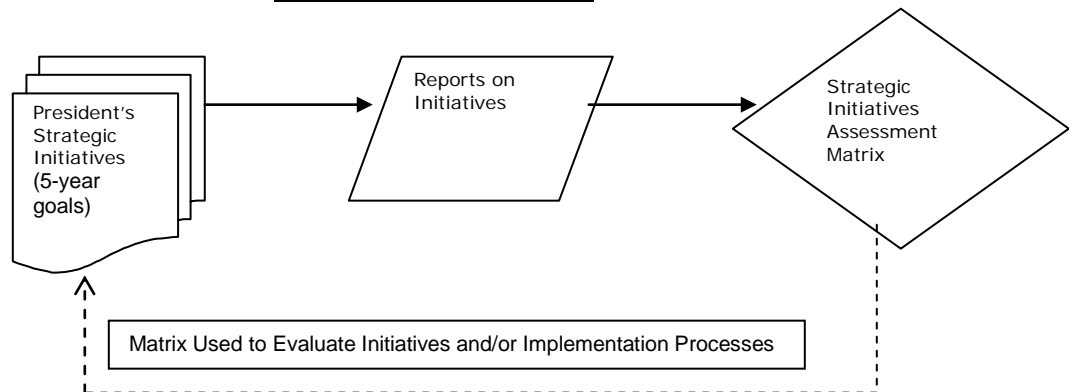 President's
Strategic
Initiatives
(5-year
goals)
Reports on
Initiatives
Strategic
Initiatives
Assessment
Matrix
Matrix Used to Evaluate Initiatives and/or Implementation Processes